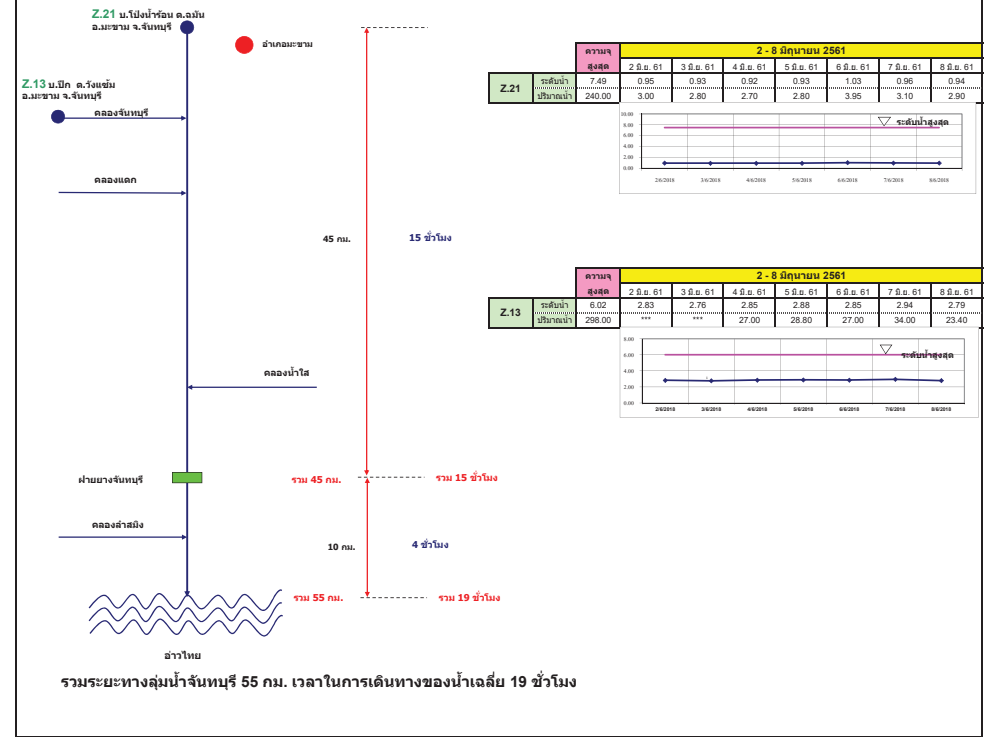 Z.21 บ.โป่งน้ำร้อน ต.ฉมัน
อ.มะขาม จ.จันทบุรี
อำเภอมะขาม
Z.13 บ.ปึก ต.วังแซ้ม
อ.มะขาม จ.จันทบุรี
คลองจันทบุรี
คลองแตก
45 กม. 15 ชั่วโมง
คลองน้ำใส
ฝายยางจันทบุรี รวม 45 กม. รวม 15 ชั่วโมง
คลองลำสมิง
10 กม. 4 ชั่วโมง
รวม 55 กม. รวม 19 ชั่วโมง
อ่าวไทย
รวมระยะทางลุ่มน้ำจันทบุรี 55 กม. เวลาในการเดินทางของน้ำเฉลี่ย 19 ชั่วโมง
ความจุ 2 - 8 มิถุนายน 2561
สูงสุด 2 มิ.ย. 61 3 มิ.ย. 61 4 มิ.ย. 61 5 มิ.ย. 61 6 มิ.ย. 61 7 มิ.ย. 61 8 มิ.ย. 61
Z.21 ระดับน้ำ 7.49 0.95 0.93 0.92 0.93 1.03 0.96 0.94
ปริมาณน้ำ 240.00 3.00 2.80 2.70 2.80 3.95 3.10 2.90
10.00
8.00
6.00
4.00
2.00
0.00
ระดับน้ำสูงสุด
2/6/2018 3/6/2018 4/6/2018 5/6/2018 6/6/2018 7/6/2018 8/6/2018
ความจุ 2 - 8 มิถุนายน 2561
สูงสุด 2 มิ.ย. 61 3 มิ.ย. 61 4 มิ.ย. 61 5 มิ.ย. 61 6 มิ.ย. 61 7 มิ.ย. 61 8 มิ.ย. 61
Z.13 ระดับน้ำ 6.02 2.83 2.76 2.85 2.88 2.85 2.94 2.79
ปริมาณน้ำ 298.00 *** *** 27.00 28.80 27.00 34.00 23.40
8.00
6.00
4.00
2.00
0.00
ระดับน้ำสูงสุด
2/6/2018 3/6/2018 4/6/2018 5/6/2018 6/6/2018 7/6/2018 8/6/2018